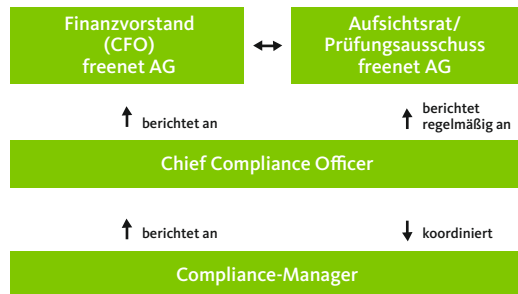 Finanzvorstand
(CFO)
freenet AG
Aufsichtsrat/
Prüfungsausschuss
freenet AG
berichtet an
berichtet
regelmäßig an
Chief Compliance Officer
berichtet an
koordiniert
Compliance-Manager